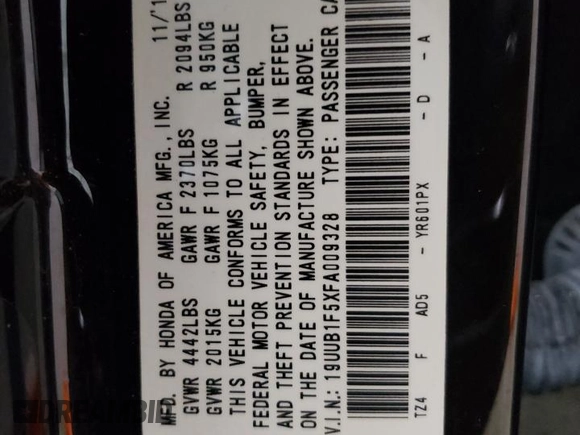 MFD. BY HONDA OF AMERICA MFG., INC. 11/1
GVWR 4442LBS GAWR F 2370LBS R 2094LBS
GVWR 2015KG GAWR F 1075KG R 950KG
THIS VEHICLE CONFORMS TO ALL APPLICABLE
FEDERAL MOTOR VEHICLE SAFETY, BUMPER,
AND THEFT PREVENTION STANDARDS IN EFFECT
ON THE DATE OF MANUFACTURE SHOWN ABOVE.
V.I.N.: 19UUB1F5XFA009328 TYPE: PASSENGER CA
TZ4 F AD5 - YR601PX - D - A